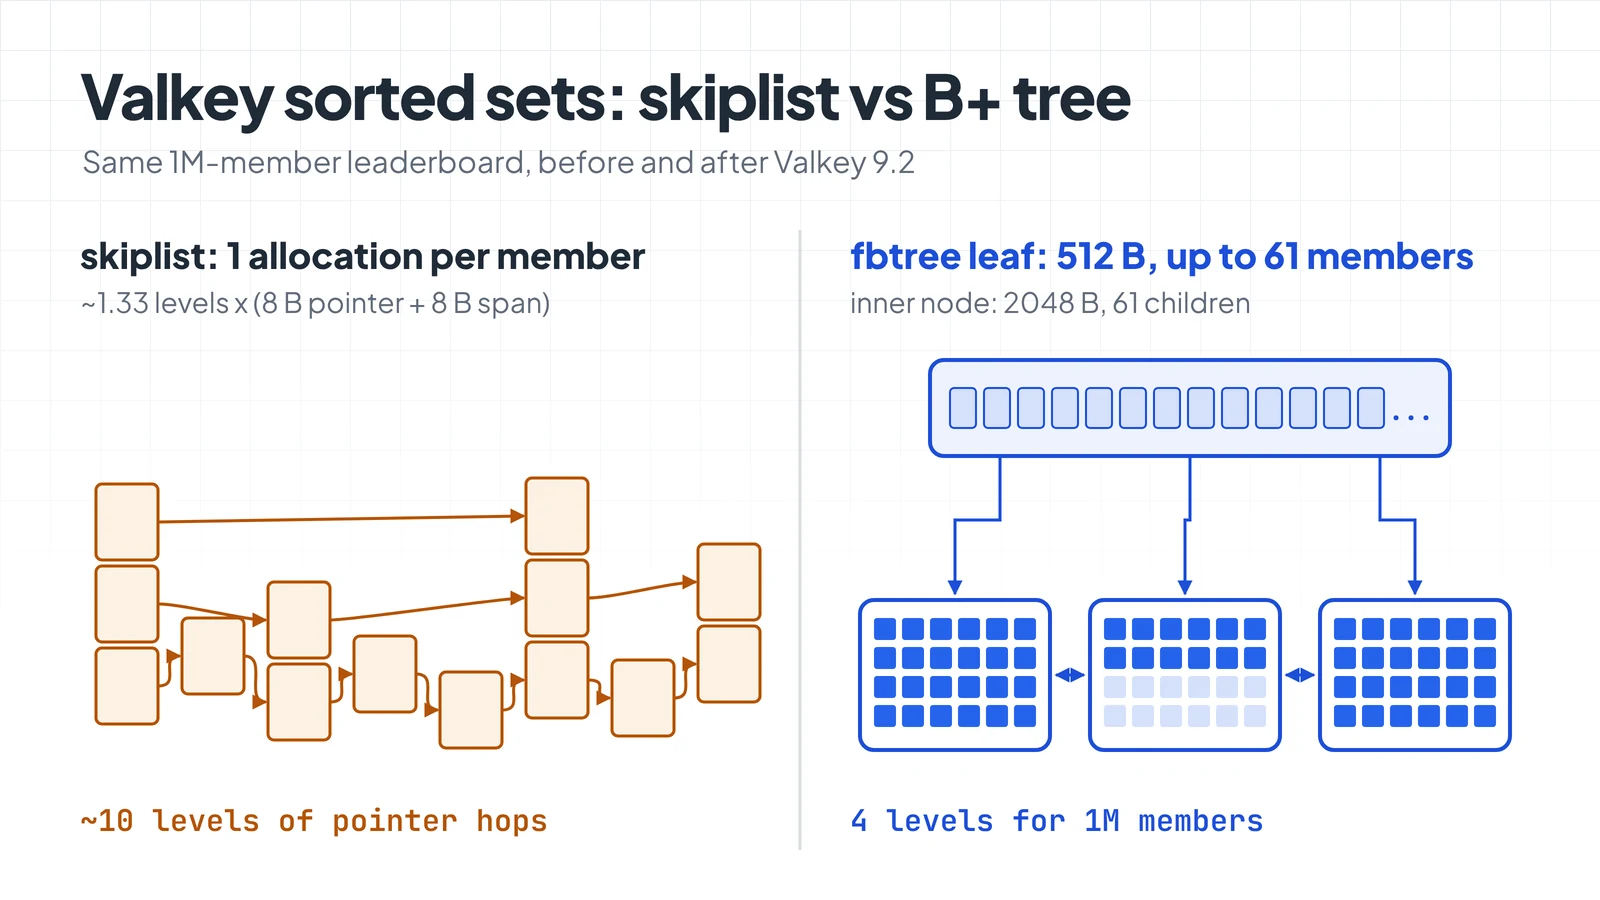 Valkey sorted sets: skiplist vs B+ tree
Same 1M-member leaderboard, before and after Valkey 9.2
skiplist: 1 allocation per member
~1.33 levels x (8 B pointer + 8 B span)
~10 levels of pointer hops
fbtree leaf: 512 B, up to 61 members
inner node: 2048 B, 61 children
...
4 levels for 1M members